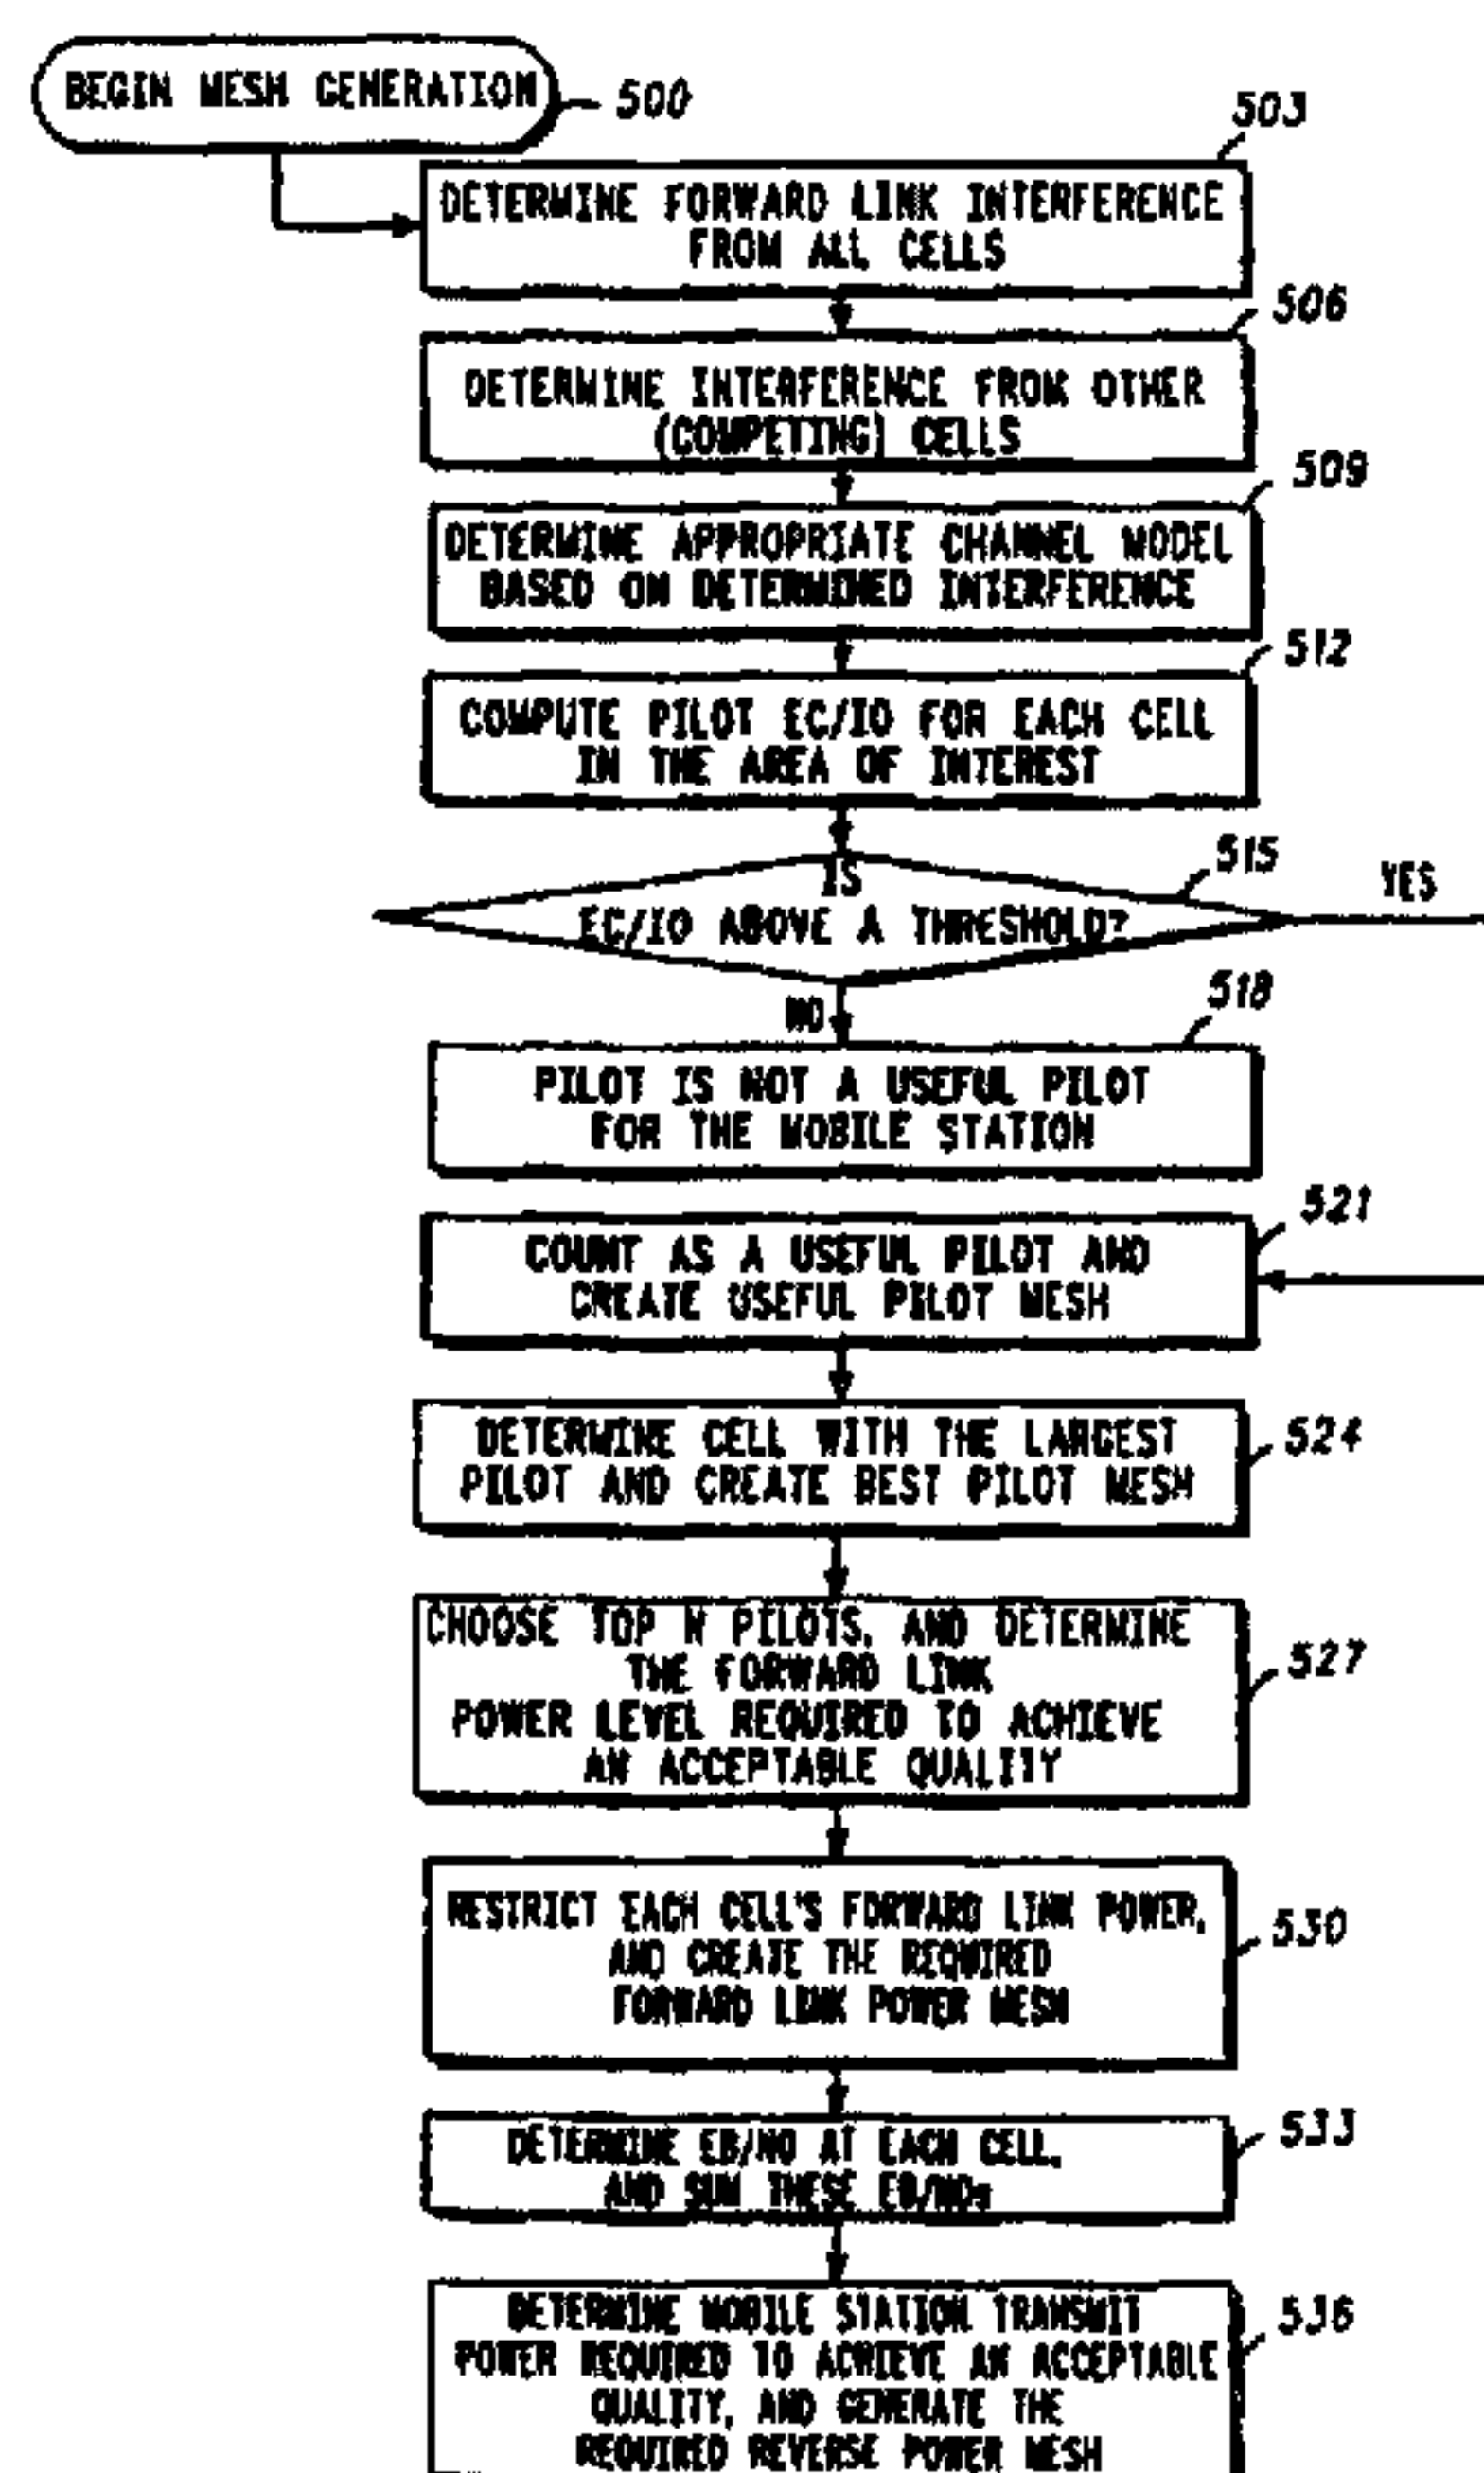 BEGIN MESH GENERATION
500
503
DETERMINE FORWARD LINK INTERFERENCE
FROM ALL CELLS
506
DETERMINE INTERFERENCE FROM OTHER
(COMPETING) CELLS
509
DETERMINE APPROPRIATE CHANNEL MODEL
BASED ON DETERMINED INTERFERENCE
512
COMPUTE PILOT EC/IO FOR EACH CELL
IN THE AREA OF INTEREST
515
IS
EC/IO ABOVE A THRESHOLD?
YES
NO
518
PILOT IS NOT A USEFUL PILOT
FOR THE MOBILE STATION
521
COUNT AS A USEFUL PILOT AND
CREATE USEFUL PILOT MESH
DETERMINE CELL WITH THE LARGEST
PILOT AND CREATE BEST PILOT MESH
524
CHOOSE TOP N PILOTS, AND DETERMINE
THE FORWARD LINK
POWER LEVEL REQUIRED TO ACHIEVE
AN ACCEPTABLE QUALITY
527
RESTRICT EACH CELL'S FORWARD LINK POWER,
AND CREATE THE REQUIRED
FORWARD LINK POWER MESH
530
DETERMINE EB/NO AT EACH CELL,
AND SUM THESE EB/NOs
533
DETERMINE MOBILE STATION TRANSMIT
POWER REQUIRED TO ACHIEVE AN ACCEPTABLE
QUALITY, AND GENERATE THE
REQUIRED REVERSE POWER MESH
536